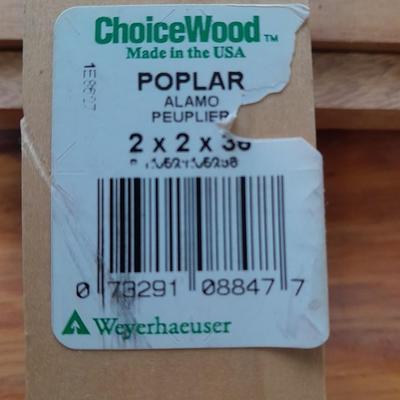 ChoiceWood™
Made in the USA
POPLAR
ALAMO
PEUPLIER
2 x 2 x 36
0 73291 08847 7
Weyerhaeuser